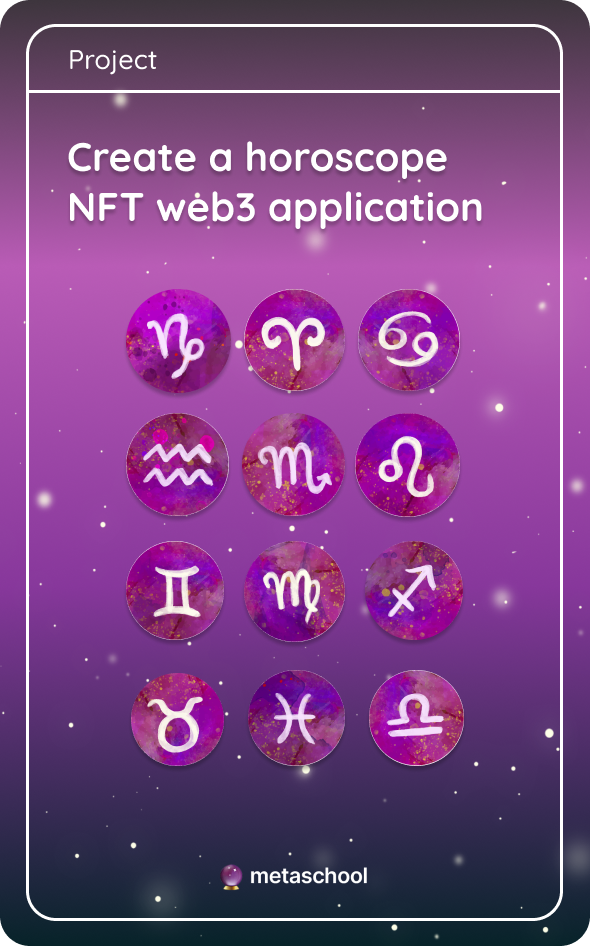 Project
Create a horoscope
NFT web3 application
♑ ♈ ♋
♒ ♏ ♌
♊ ♍ ♐
♉ ♓ ♎
metaschool